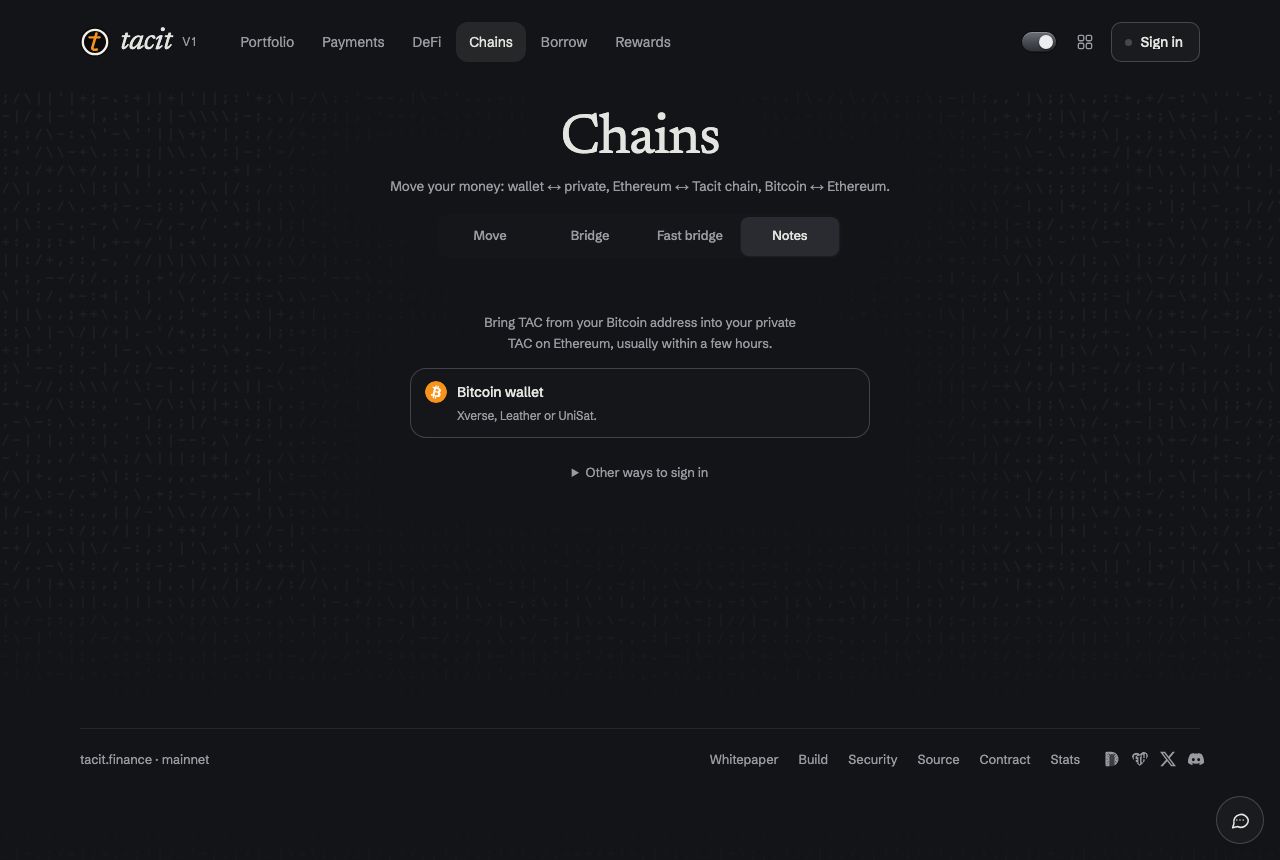 tacit V1
Portfolio Payments DeFi Chains Borrow Rewards
Sign in
Chains
Move your money: wallet ↔ private, Ethereum ↔ Tacit chain, Bitcoin ↔ Ethereum.
Move Bridge Fast bridge Notes
Bring TAC from your Bitcoin address into your private
TAC on Ethereum, usually within a few hours.
Bitcoin wallet
Xverse, Leather or UniSat.
▶ Other ways to sign in
tacit.finance · mainnet
Whitepaper Build Security Source Contract Stats